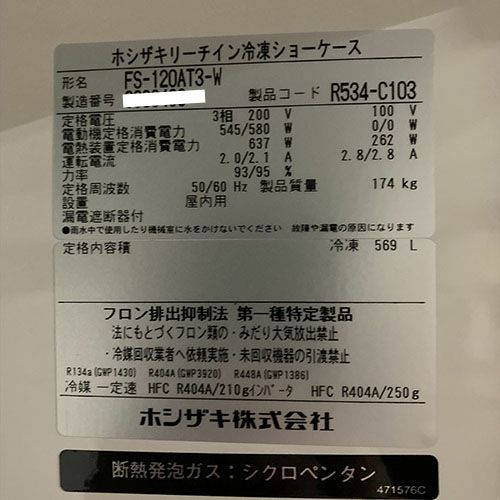 ホシザキリーチイン冷凍ショーケース
形名 FS-120AT3-W
製造番号 製品コード R534-C103
定格電圧 3相 200 V 100 V
電動機定格消費電力 545/580 W 0/0 W
電熱装置定格消費電力 637 W 262 W
運転電流 2.0/2.1 A 2.8/2.8 A
力率 93/95 %
定格周波数 50/60 Hz 製品質量 174 kg
設置 屋内用
漏電遮断器付
●雨水中で使用したり機械室に水をかけないでください 故障や漏電の原因になります
定格内容積 冷凍 569 L
フロン排出抑制法 第一種特定製品
法にもとづくフロン類の・みだり大気放出禁止
・冷媒回収業者へ依頼実施・未回収機器の引渡禁止
R134a(GWP1430) R404A(GWP3920) R448A(GWP1386)
冷媒 一定速 HFC R404A/210g インバータ HFC R404A/250g
ホシザキ株式会社
断熱発泡ガス：シクロペンタン
471576C